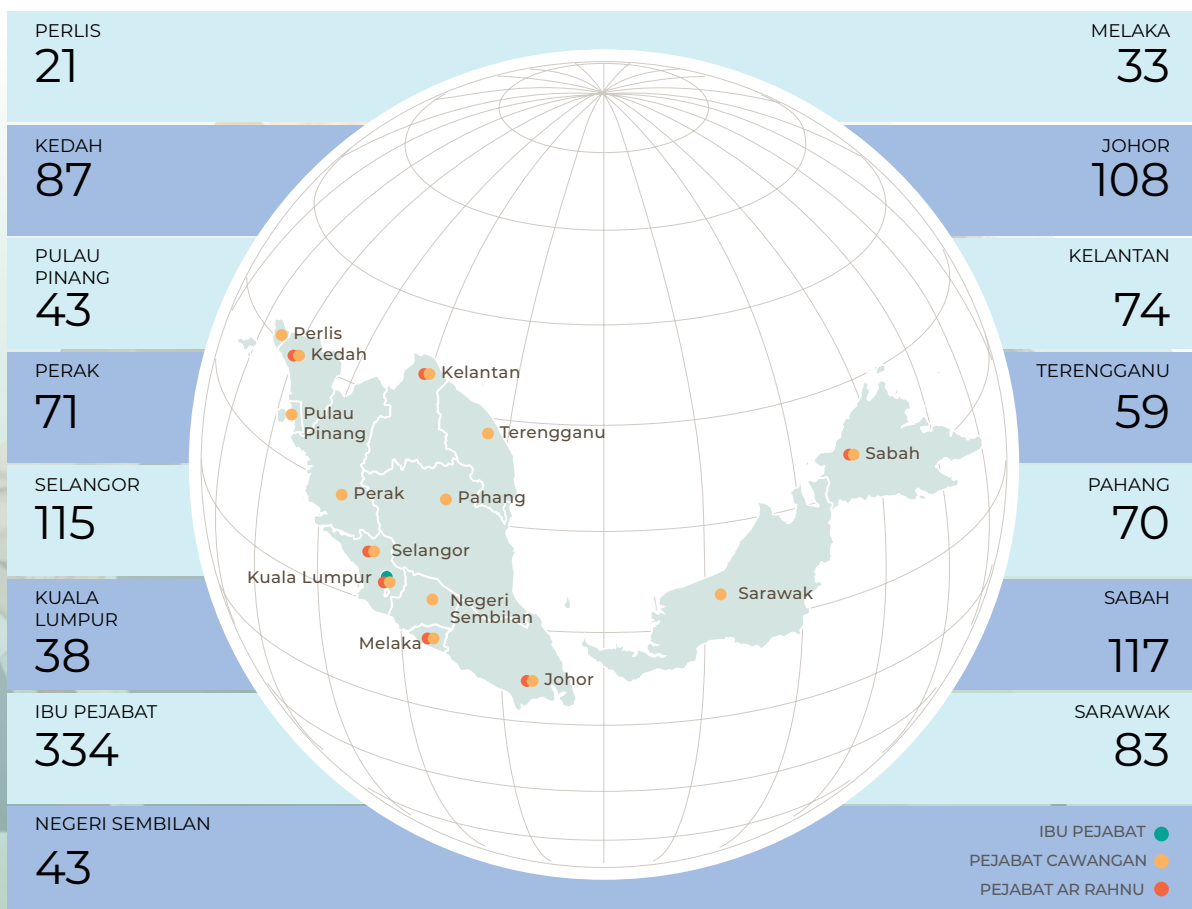 PERLIS
21
KEDAH
87
PULAU
PINANG
43
PERAK
71
SELANGOR
115
KUALA
LUMPUR
38
IBU PEJABAT
334
NEGERI SEMBILAN
43
Perlis
Kedah
Kelantan
Pulau
Pinang
Terengganu
Perak
Pahang
Selangor
Kuala Lumpur
Negeri
Sembilan
Melaka
Johor
Sabah
Sarawak
MELAKA
33
JOHOR
108
KELANTAN
74
TERENGGANU
59
PAHANG
70
SABAH
117
SARAWAK
83
IBU PEJABAT
PEJABAT CAWANGAN
PEJABAT AR RAHNU